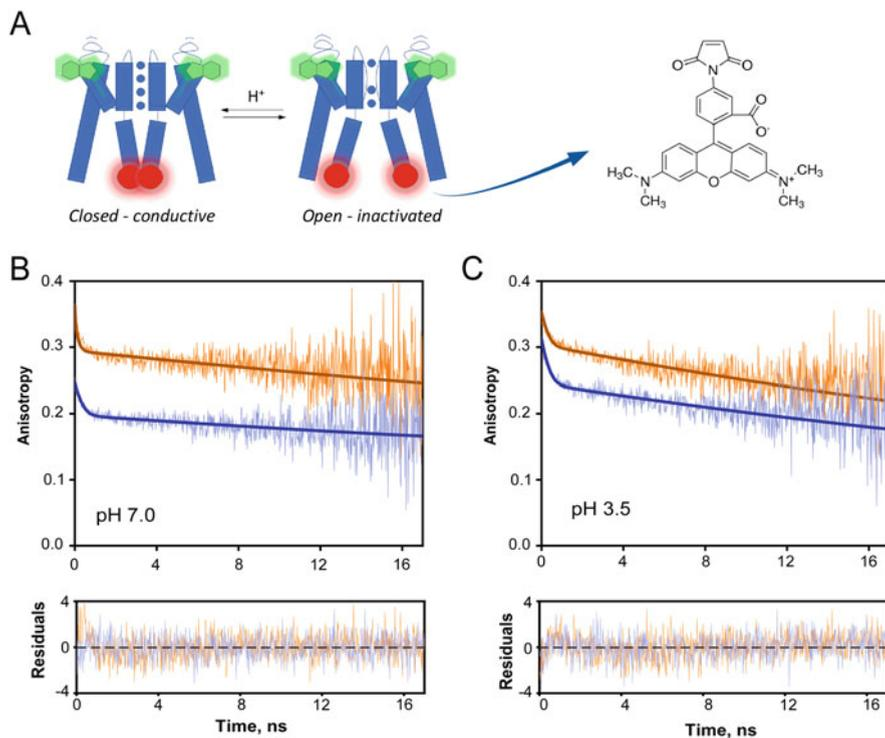 A
H⁺
Closed - conductive
Open - inactivated
O N O
O
O⁻
H₃C N O N⁺ CH₃
CH₃ CH₃
B
0.4
0.3
0.2
0.1
0.0
Anisotropy
pH 7.0
0 4 8 12 16
4
0
-4
Residuals
0 4 8 12 16
Time, ns
C
0.4
0.3
0.2
0.1
0.0
Anisotropy
pH 3.5
0 4 8 12 16
4
0
-4
Residuals
0 4 8 12 16
Time, ns